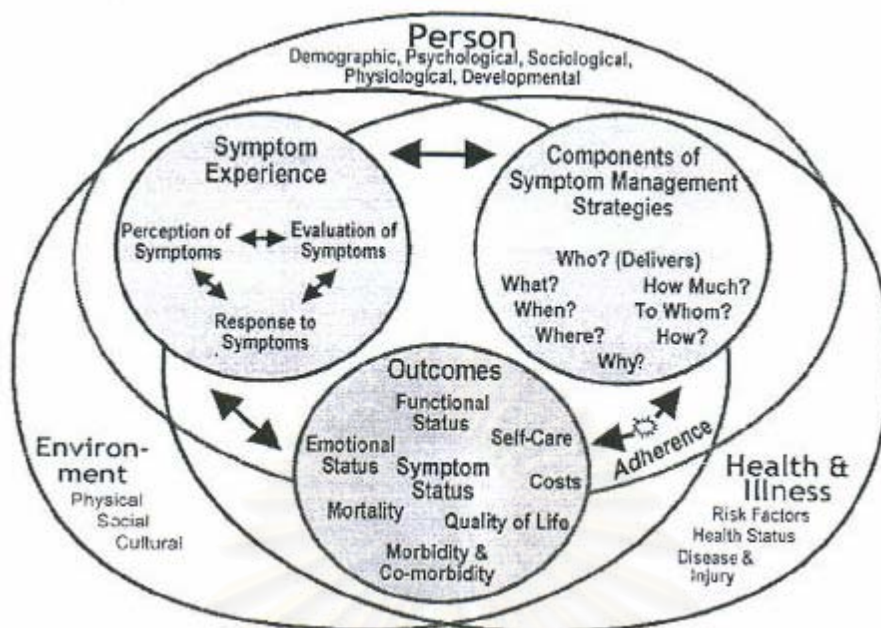 Person
Demographic, Psychological, Sociological,
Physiological, Developmental
Symptom
Experience
Perception of
Symptoms
Evaluation of
Symptoms
Response to
Symptoms
Components of
Symptom Management
Strategies
Who? (Delivers)
What?
How Much?
When?
To Whom?
Where?
How?
Why?
Outcomes
Functional
Status
Emotional
Status
Self-Care
Symptom
Status
Costs
Mortality
Quality of Life
Morbidity &
Co-morbidity
Adherence
Environ-
ment
Physical
Social
Cultural
Health &
Illness
Risk Factors
Health Status
Disease &
Injury